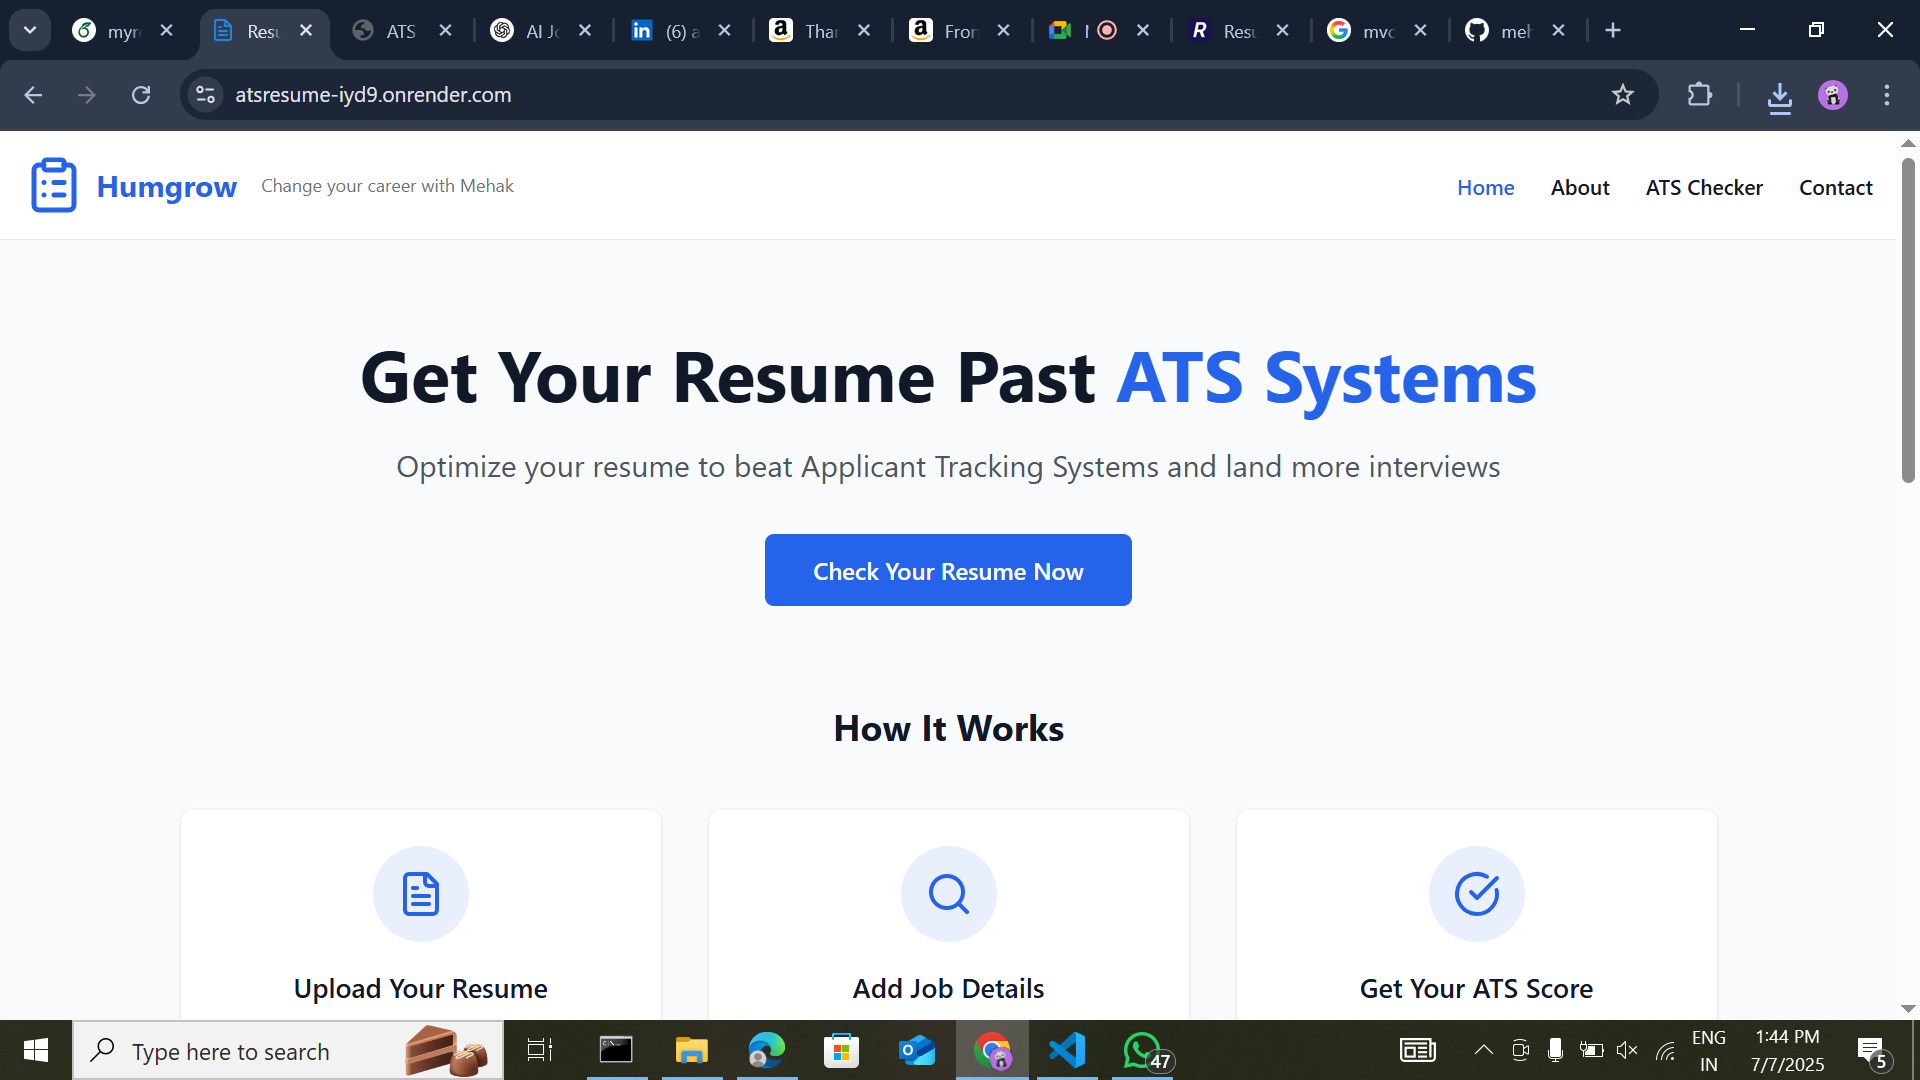 myr
Resu
ATS
AI Jo
(6) a
Than
Fron
Resu
mvc
meh
atsresume-iyd9.onrender.com
Humgrow
Change your career with Mehak
Home
About
ATS Checker
Contact
Get Your Resume Past ATS Systems
Optimize your resume to beat Applicant Tracking Systems and land more interviews
Check Your Resume Now
How It Works
Upload Your Resume
Add Job Details
Get Your ATS Score
Type here to search
47
ENG
IN
1:44 PM
7/7/2025
5